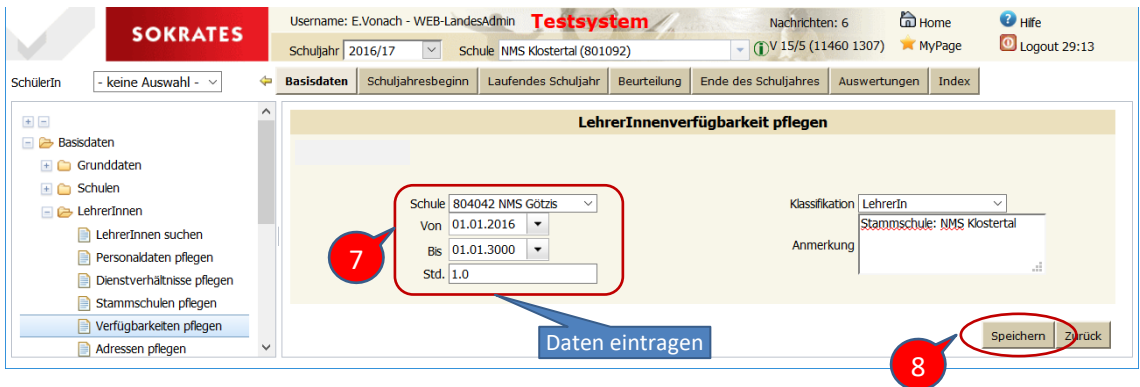 SOKRATES
Username: E.Vonach - WEB-LandesAdmin Testsystem Nachrichten: 6 Home Hilfe
Schuljahr 2016/17 Schule NMS Klostertal (801092) V 15/5 (11460 1307) MyPage Logout 29:13
SchülerIn - keine Auswahl - Basisdaten Schuljahresbeginn Laufendes Schuljahr Beurteilung Ende des Schuljahres Auswertungen Index
LehrerInnenverfügbarkeit pflegen
Basisdaten
Grunddaten
Schulen
LehrerInnen
LehrerInnen suchen
Personaldaten pflegen
Dienstverhältnisse pflegen
Stammschulen pflegen
Verfügbarkeiten pflegen
Adressen pflegen
7
Schule 804042 NMS Götzis
Von 01.01.2016
Bis 01.01.3000
Std. 1.0
Klassifikation LehrerIn
Anmerkung Stammschule: NMS Klostertal
Daten eintragen
Speichern Zurück
8